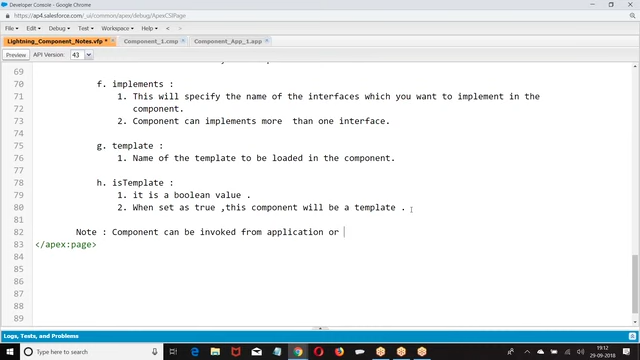 Developer Console - Google Chrome
https://ap4.salesforce.com/_ui/common/apex/debug/ApexCSIPage
File Edit Debug Test Workspace Help < >
Lightning_Component_Notes.vfp * Component_1.cmp Component_App_1.app
Preview API Version: 43
69
70 f. implements :
71 1. This will specify the name of the interfaces which you want to implement in the
72 component.
73 2. Component can implements more than one interface.
74
75 g. template :
76 1. Name of the template to be loaded in the component.
77
78 h. isTemplate :
79 1. it is a boolean value .
80 2. When set as true ,this component will be a template .
81
82 Note : Component can be invoked from application or
83 </apex:page>
84
85
86
87
88
89
Logs, Tests, and Problems
Type here to search
19:12
29-09-2018